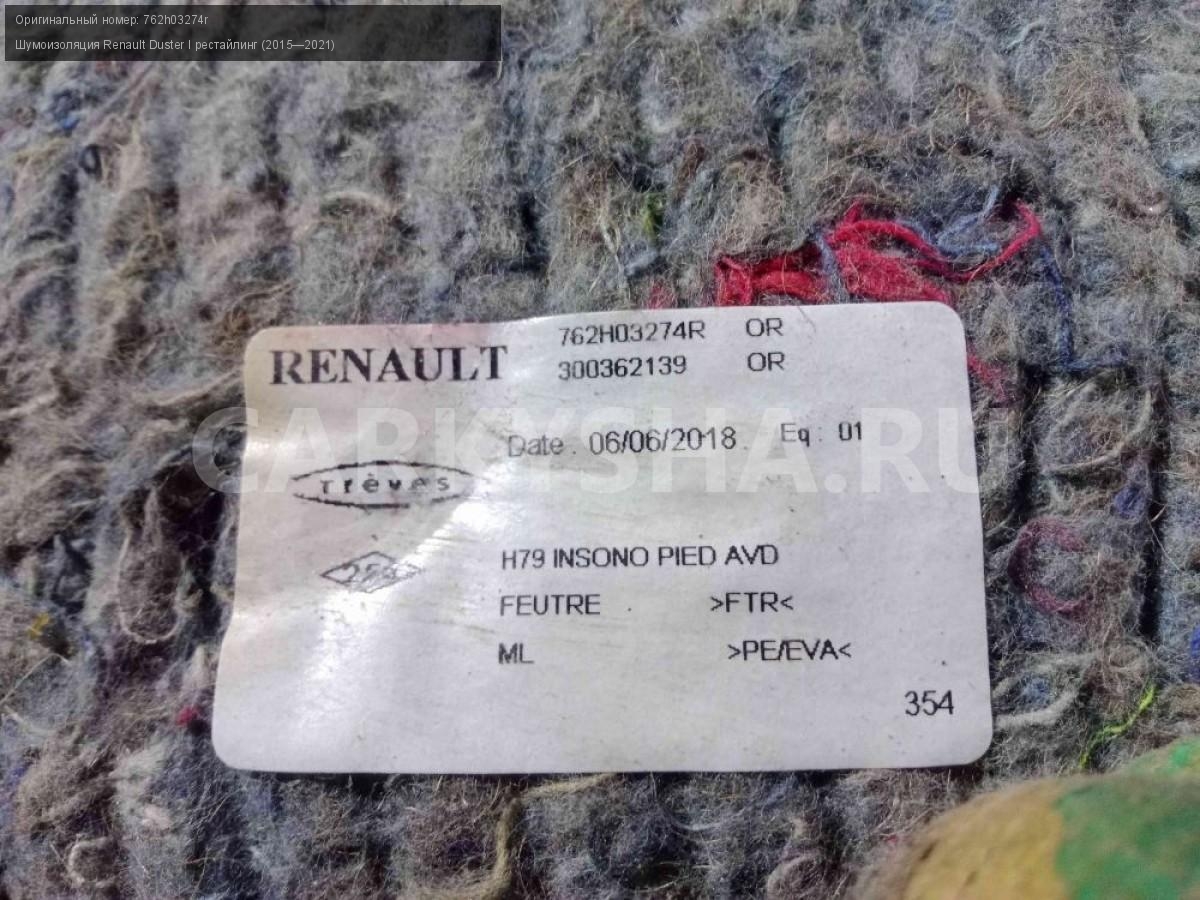 Оригинальный номер: 762h03274r
Шумоизоляция Renault Duster I рестайлинг (2015—2021)
762H03274R OR
RENAULT 300362139 OR
CARKYSHA.RU
Date : 06/06/2018. Eq : 01
Trèves
H79 INSONO PIED AVD
FEUTRE >FTR<
ML >PE/EVA<
354